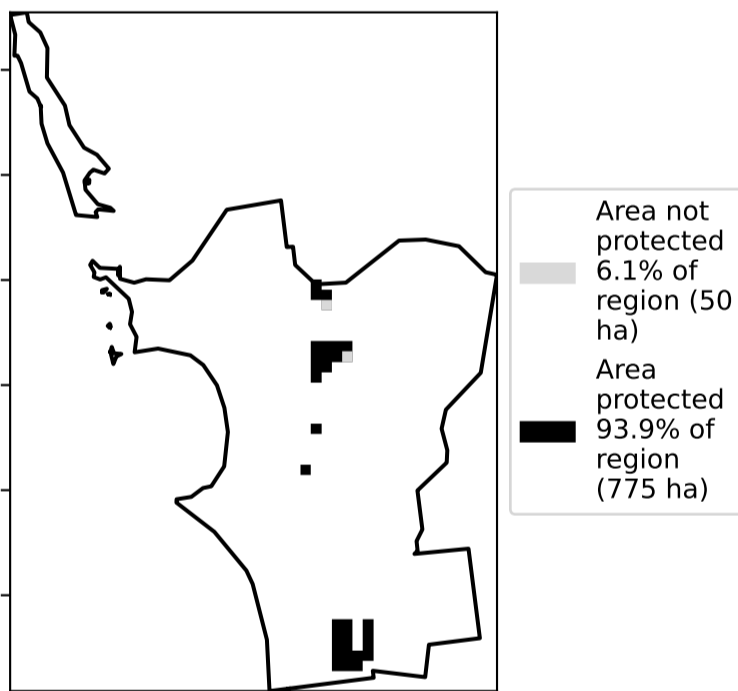 Area not
protected
6.1% of
region (50
ha)
Area
protected
93.9% of
region
(775 ha)